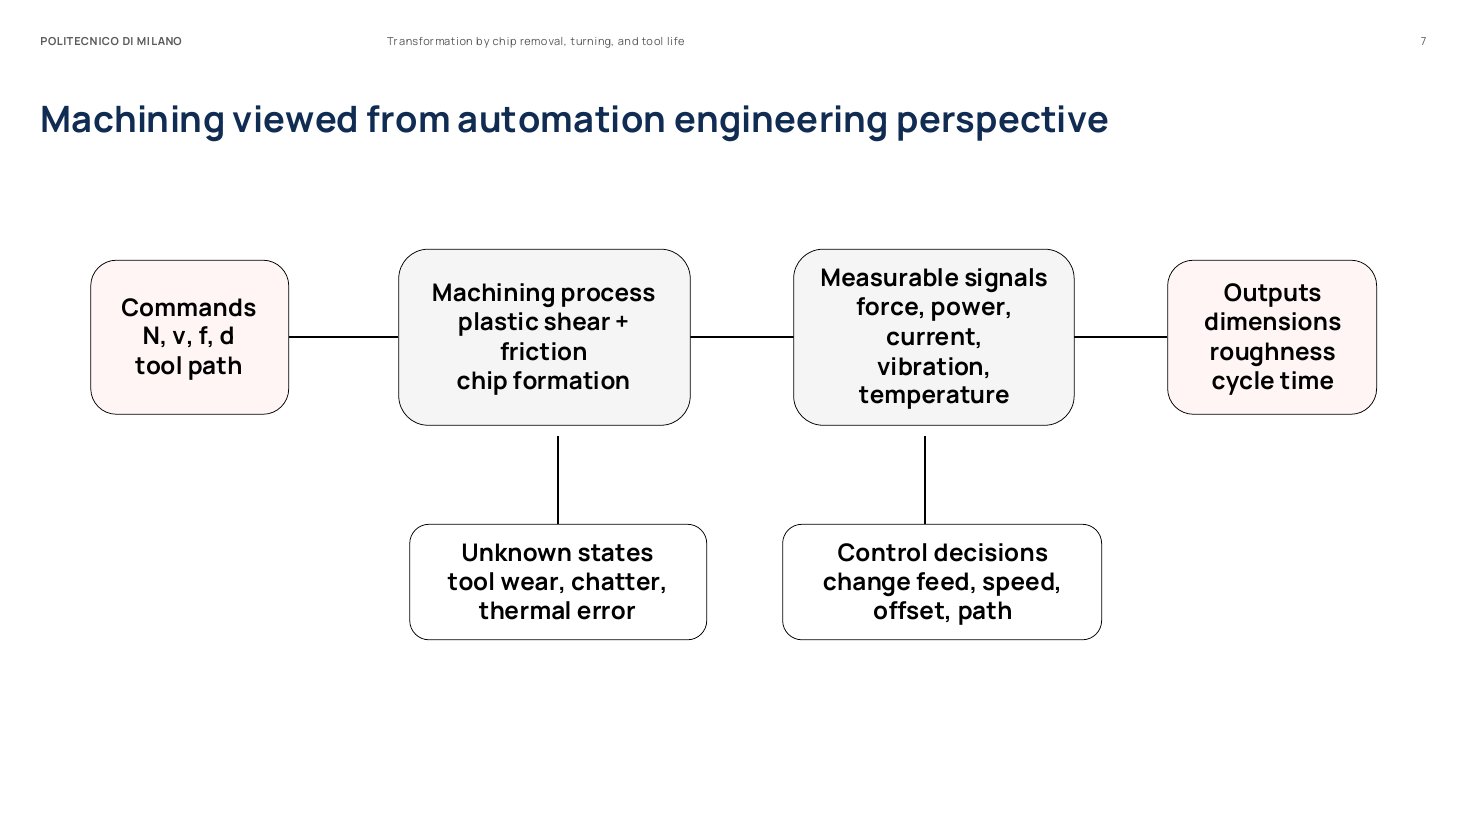 POLITECNICO DI MILANO
Transformation by chip removal, turning, and tool life
7
Machining viewed from automation engineering perspective
Commands
N, v, f, d
tool path
Machining process
plastic shear +
friction
chip formation
Measurable signals
force, power,
current,
vibration,
temperature
Outputs
dimensions
roughness
cycle time
Unknown states
tool wear, chatter,
thermal error
Control decisions
change feed, speed,
offset, path